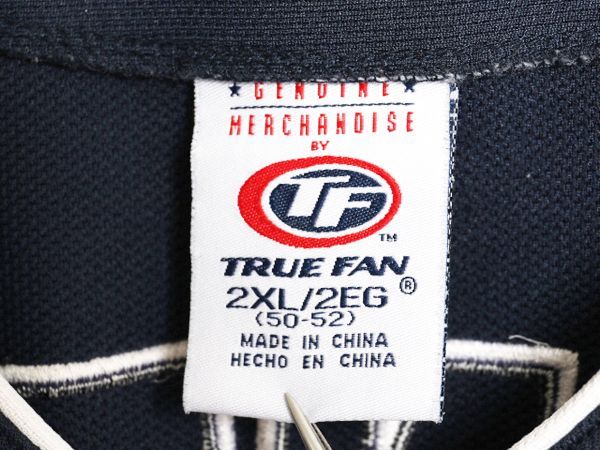 ★ GENUINE ★
MERCHANDISE
BY
TF ™
TRUE FAN
2XL/2EG ®
(50-52)
MADE IN CHINA
HECHO EN CHINA